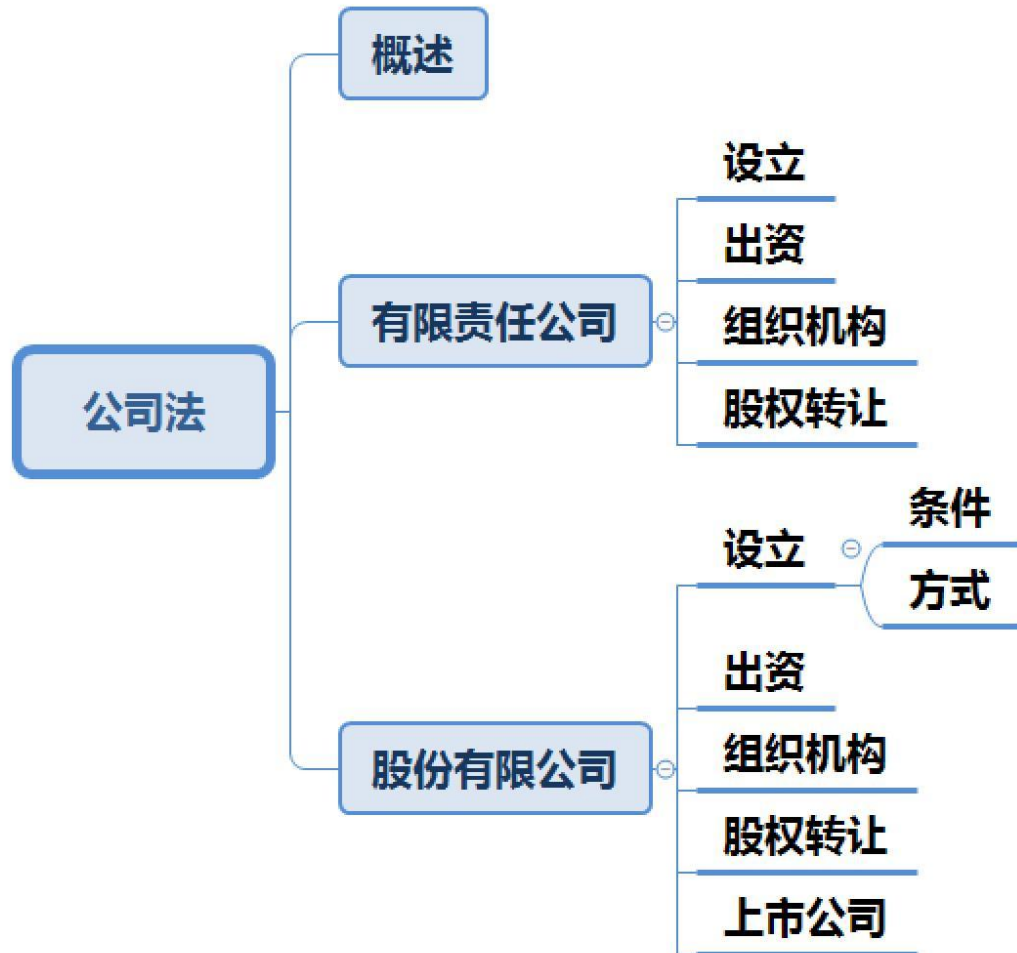 概述
公司法
有限责任公司
设立
出资
组织机构
股权转让
股份有限公司
设立
条件
方式
出资
组织机构
股权转让
上市公司